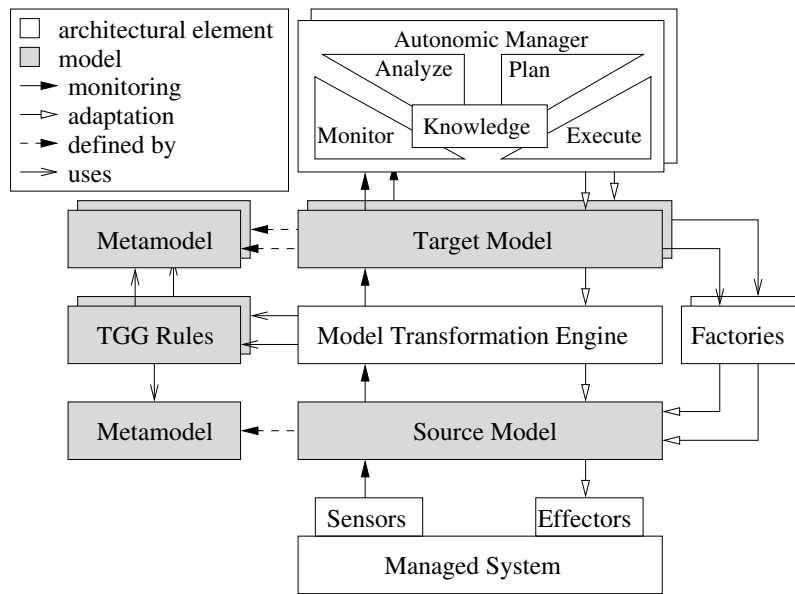 architectural element
model
monitoring
adaptation
defined by
uses
Autonomic Manager
Analyze
Plan
Monitor
Knowledge
Execute
Metamodel
Target Model
TGG Rules
Model Transformation Engine
Factories
Metamodel
Source Model
Sensors
Effectors
Managed System